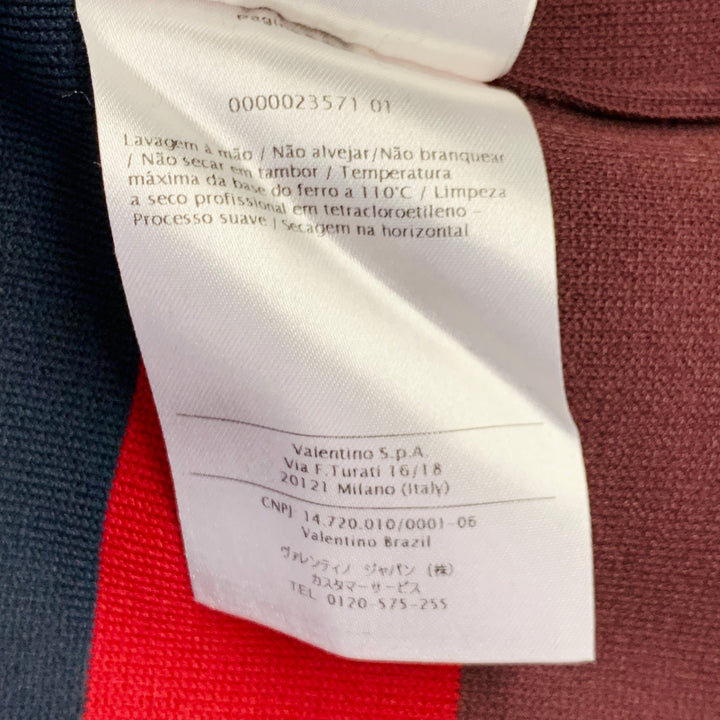 0000023571 01
Lavagem à mão / Não alvejar/Não branquear
/ Não secar em tambor / Temperatura
máxima da base do ferro a 110°C / Limpeza
a seco profissional em tetracloroetileno –
Processo suave / Secagem na horizontal
Valentino S.p.A.
Via F.Turati 16/18
20121 Milano (Italy)
CNPJ 14.720.010/0001-06
Valentino Brazil
ヴァレンティノ ジャパン (株)
カスタマーサービス
TEL 0120-575-255